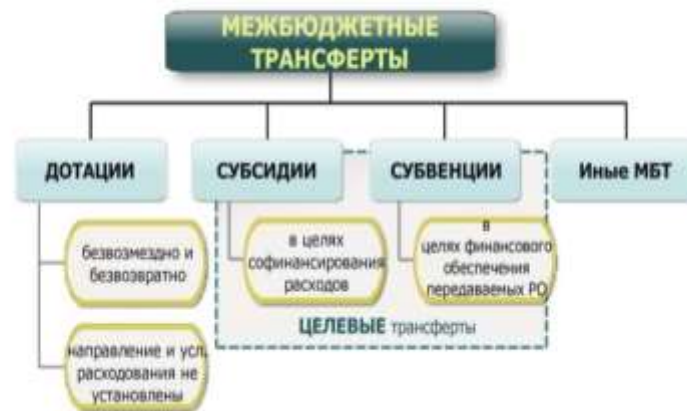 МЕЖБЮДЖЕТНЫЕ
ТРАНСФЕРТЫ
ДОТАЦИИ
СУБСИДИИ
СУБВЕНЦИИ
Иные МБТ
безвозмездно и
безвозвратно
направление и усл.
расходования не
установлены
в целях
софинансирования
расходов
в
целях финансового
обеспечения
передаваемых РО
ЦЕЛЕВЫЕ трансферты